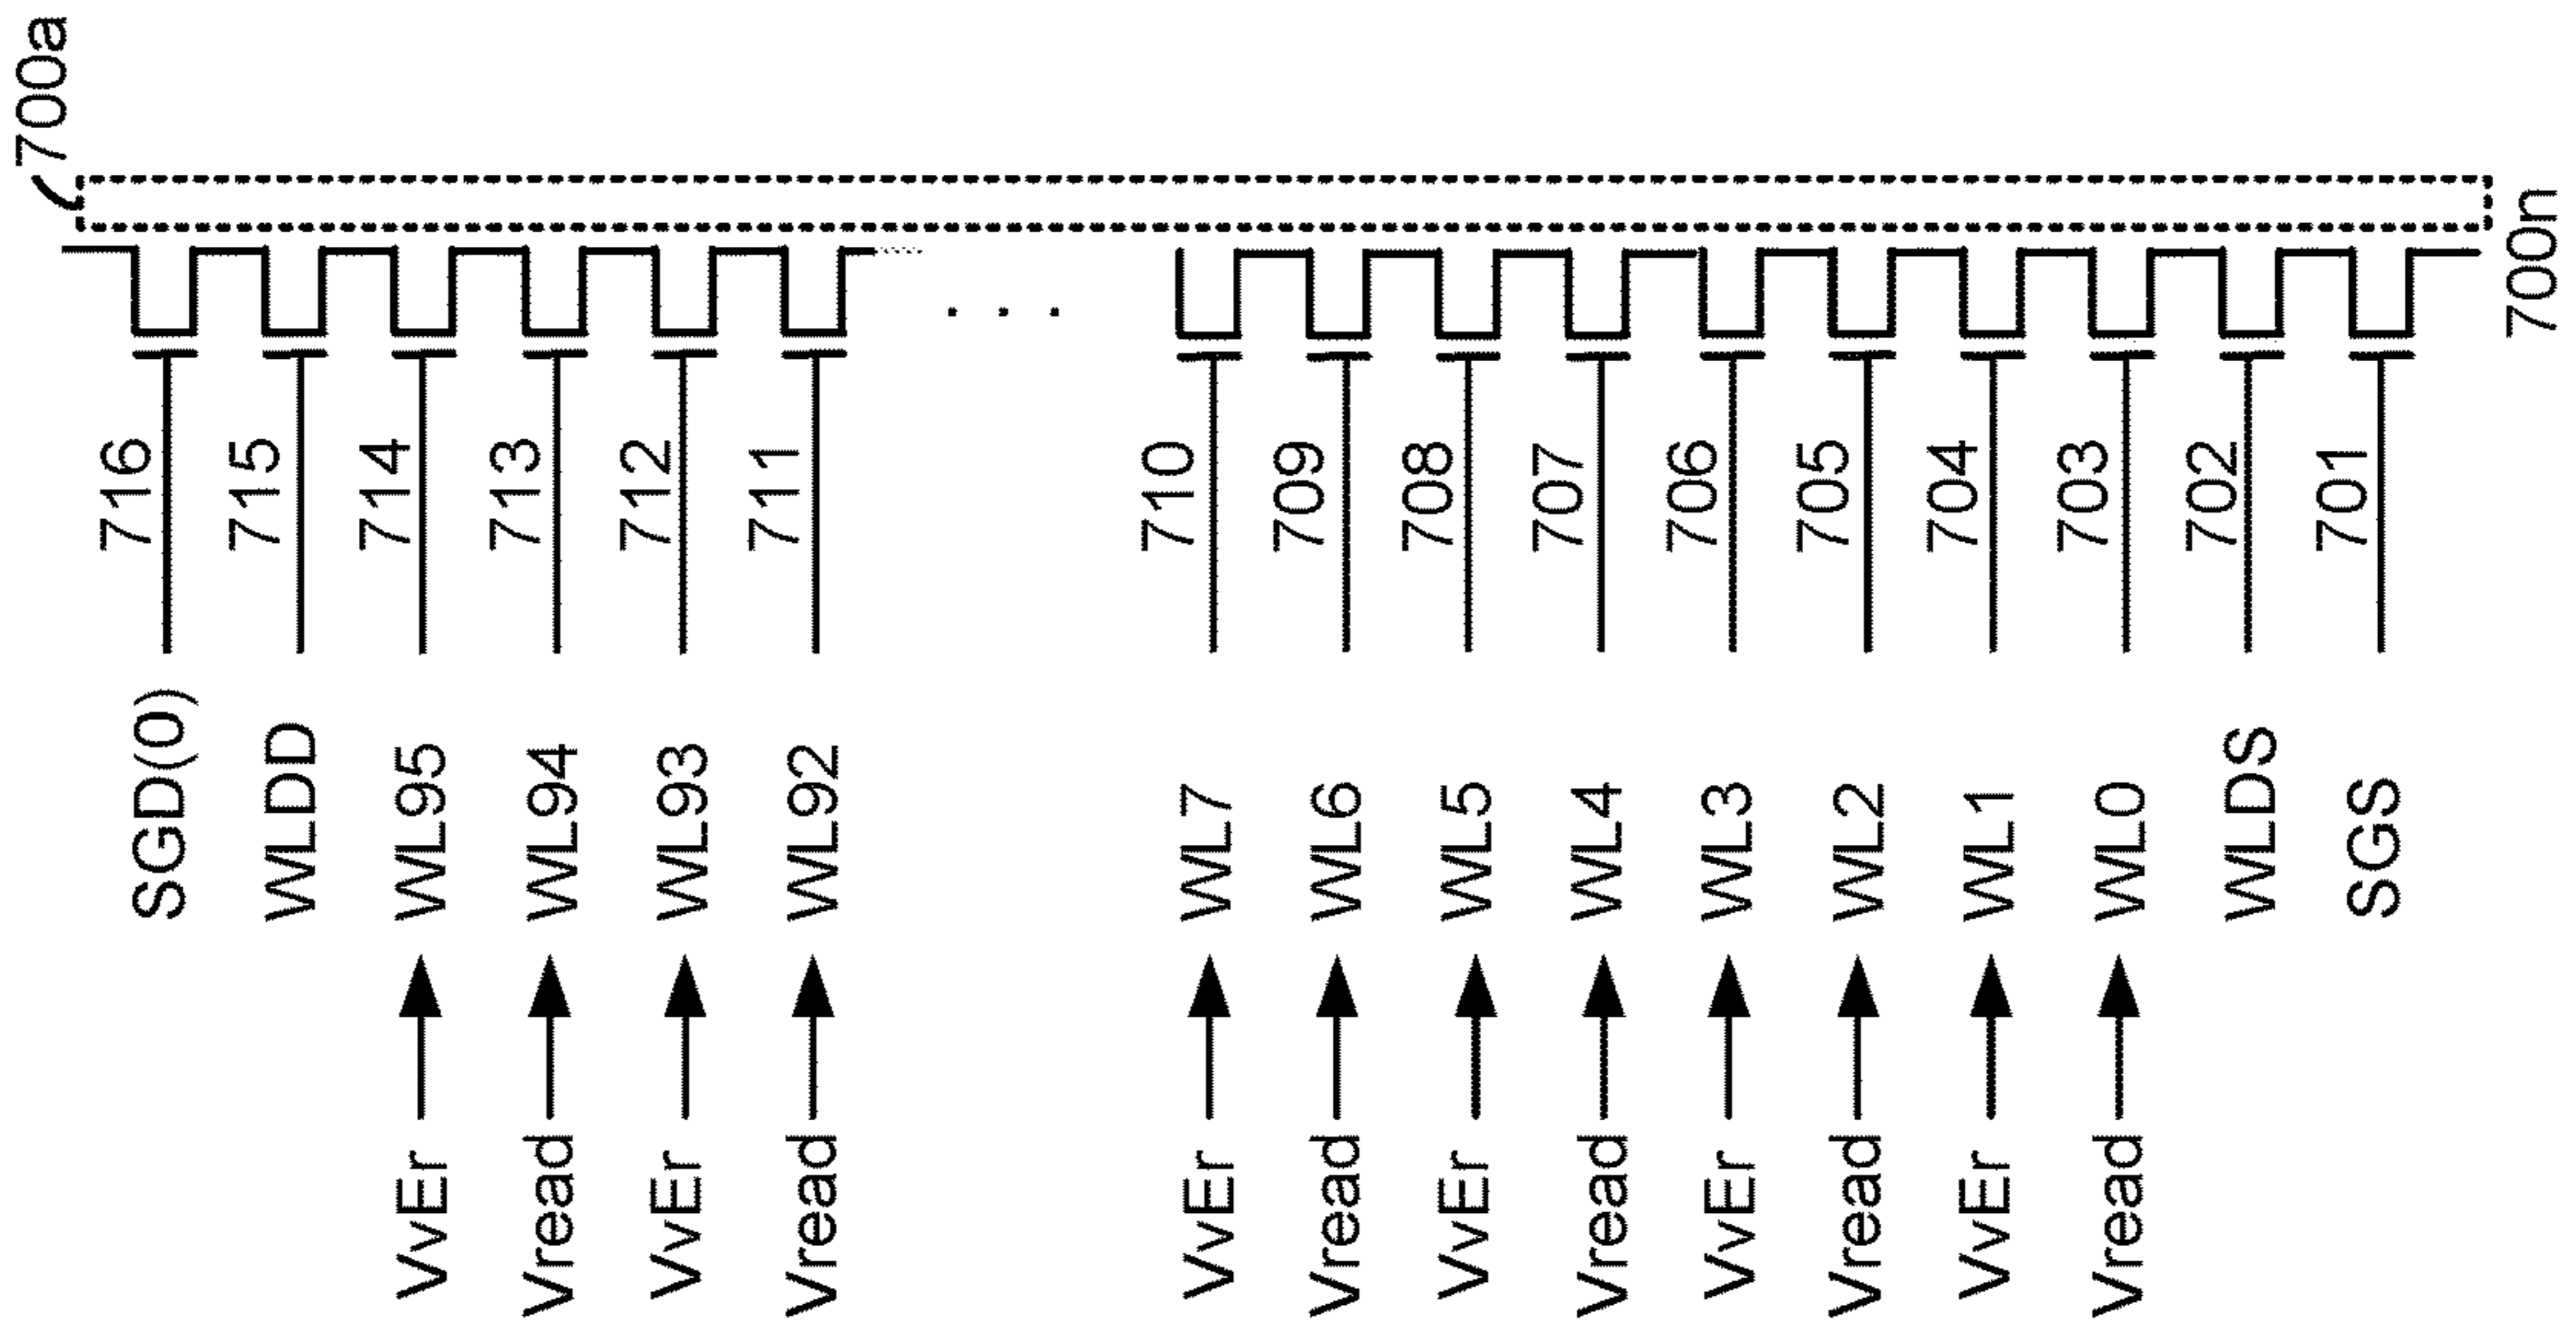 700a
VvEr WL95 714
SGD(0) 716
WLDD 715
Vread WL94 713
VvEr WL93 712
Vread WL92 711
. . .
VvEr WL7 710
Vread WL6 709
VvEr WL5 708
Vread WL4 707
VvEr WL3 706
Vread WL2 705
VvEr WL1 704
Vread WL0 703
WLDS 702
SGS 701
700n